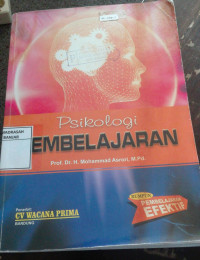 Psikologi
PEMBELAJARAN
Prof. Dr. H. Mohammad Asrori, M.Pd.
Penerbit
CV WACANA PRIMA
BANDUNG
PEMBELAJARAN
EFEKTIF